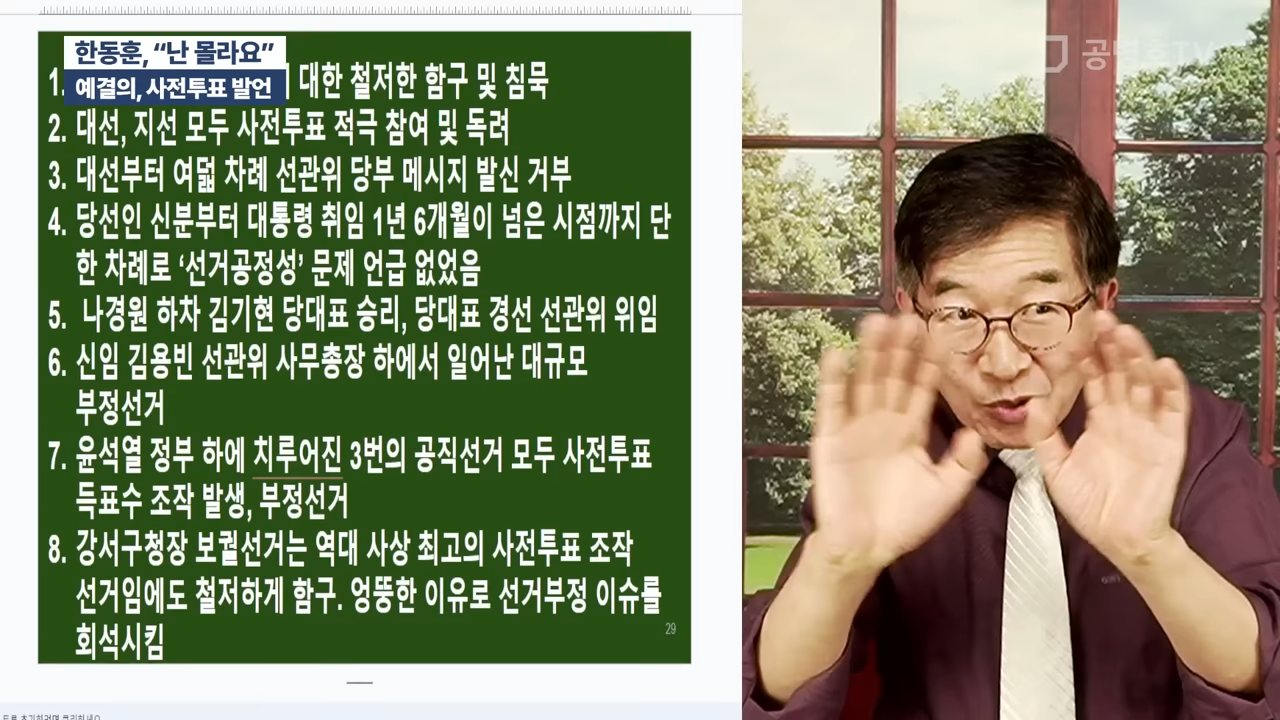 한동훈, “난 몰라요”
예결의, 사전투표 발언
공병호TV
1. 대한 철저한 함구 및 침묵
2. 대선, 지선 모두 사전투표 적극 참여 및 독려
3. 대선부터 여덟 차례 선관위 당부 메시지 발신 거부
4. 당선인 신분부터 대통령 취임 1년 6개월이 넘은 시점까지 단
한 차례로 ‘선거공정성’ 문제 언급 없었음
5. 나경원 하차 김기현 당대표 승리, 당대표 경선 선관위 위임
6. 신임 김용빈 선관위 사무총장 하에서 일어난 대규모
부정선거
7. 윤석열 정부 하에 치루어진 3번의 공직선거 모두 사전투표
득표수 조작 발생, 부정선거
8. 강서구청장 보궐선거는 역대 사상 최고의 사전투표 조작
선거임에도 철저하게 함구. 엉뚱한 이유로 선거부정 이슈를
회석시킴
29